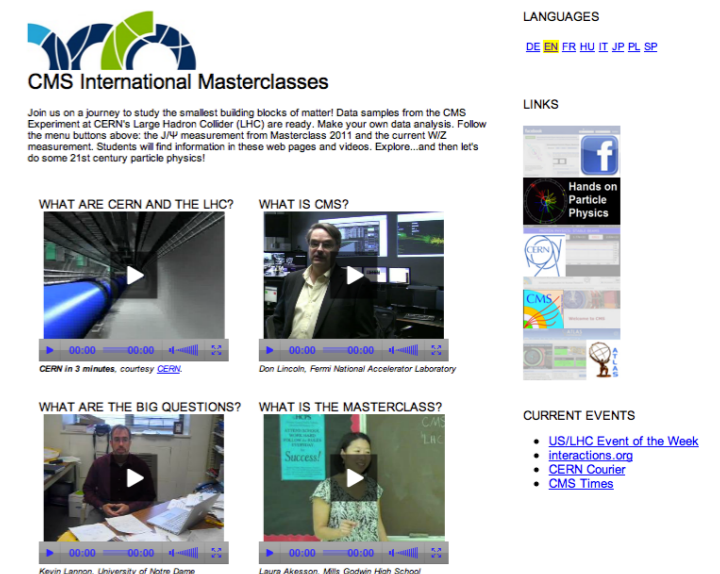 CMS International Masterclasses
Join us on a journey to study the smallest building blocks of matter! Data samples from the CMS
Experiment at CERN's Large Hadron Collider (LHC) are ready. Make your own data analysis. Follow
the menu buttons above: the J/Ψ measurement from Masterclass 2011 and the current W/Z
measurement. Students will find information in these web pages and videos. Explore...and then let's
do some 21st century particle physics!
WHAT ARE CERN AND THE LHC?
00:00 00:00
CERN in 3 minutes, courtesy CERN.
WHAT IS CMS?
00:00 00:00
Don Lincoln, Fermi National Accelerator Laboratory
WHAT ARE THE BIG QUESTIONS?
00:00 00:00
Kevin Lannon, University of Notre Dame
WHAT IS THE MASTERCLASS?
Success!
CMS
LHC
00:00 00:00
Laura Akesson, Mills Godwin High School
LANGUAGES
DE EN FR HU IT JP PL SP
LINKS
f
Hands on
Particle
Physics
CERN
CMS
ATLAS
CURRENT EVENTS
US/LHC Event of the Week
interactions.org
CERN Courier
CMS Times